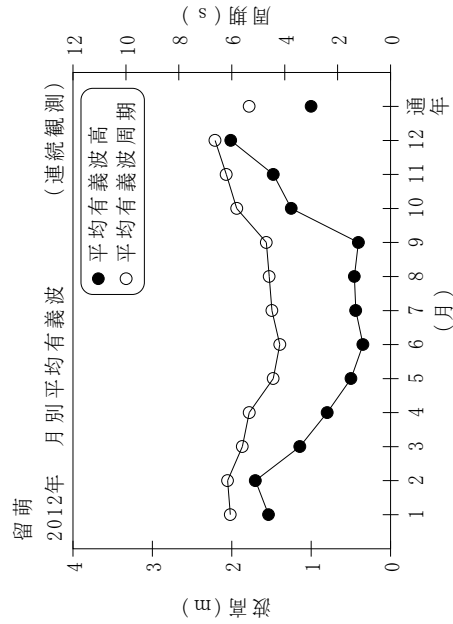 留萌
2012年 月別平均有義波 (連続観測)
●平均有義波高
○平均有義波周期
波高(m)
4
3
2
1
0
周期(s)
12
10
8
6
4
2
0
1 2 3 4 5 6 7 8 9 10 11 12 通年
(月)